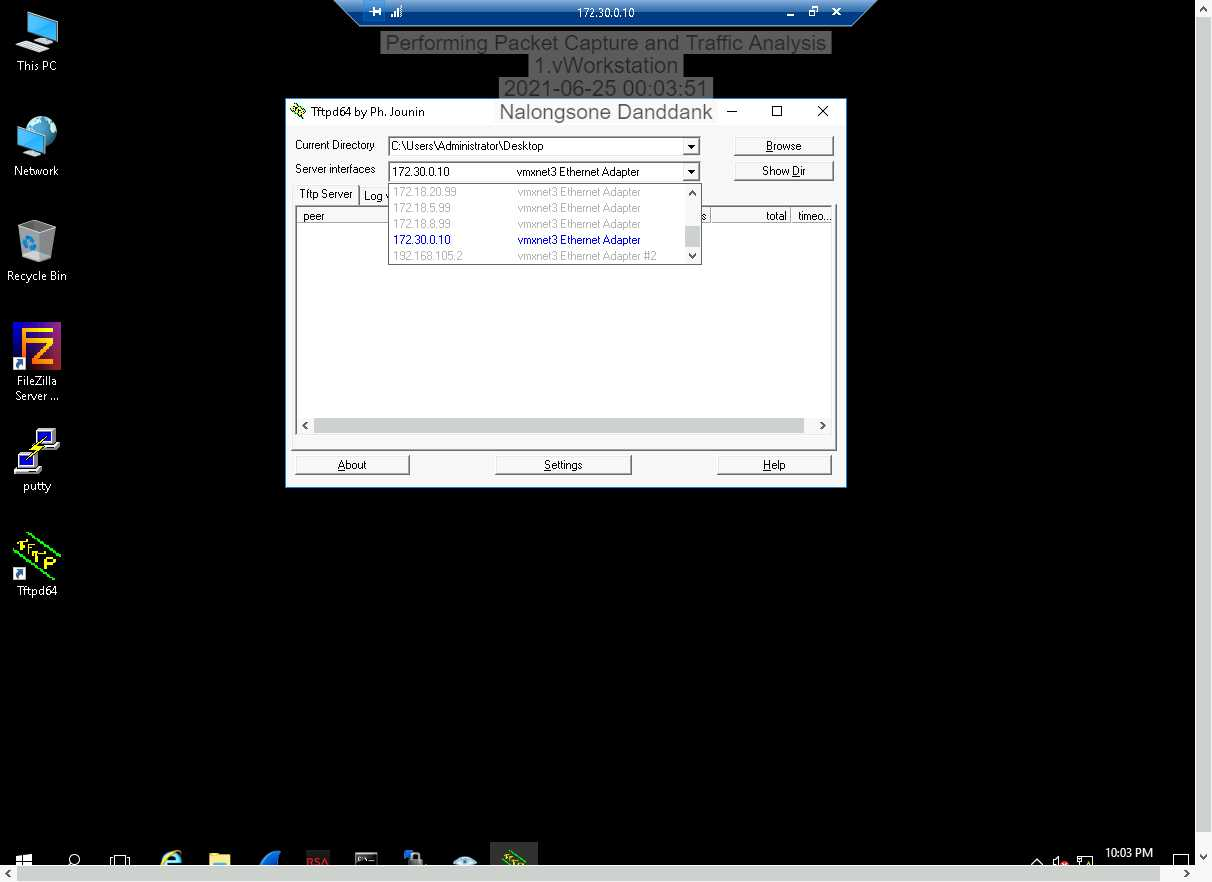 172.30.0.10
Performing Packet Capture and Traffic Analysis
1.vWorkstation
2021-06-25 00:03:51
Nalongsone Danddank
This PC
Network
Recycle Bin
FileZilla
Server ...
putty
Tftpd64
Tftpd64 by Ph. Jounin
Current Directory C:\Users\Administrator\Desktop Browse
Server interfaces 172.30.0.10 vmxnet3 Ethernet Adapter Show Dir
Tftp Server Log
172.18.20.99 vmxnet3 Ethernet Adapter
172.18.5.99 vmxnet3 Ethernet Adapter
peer total timeo...
172.18.8.99 vmxnet3 Ethernet Adapter
172.30.0.10 vmxnet3 Ethernet Adapter
192.168.105.2 vmxnet3 Ethernet Adapter #2
About Settings Help
RSA
10:03 PM